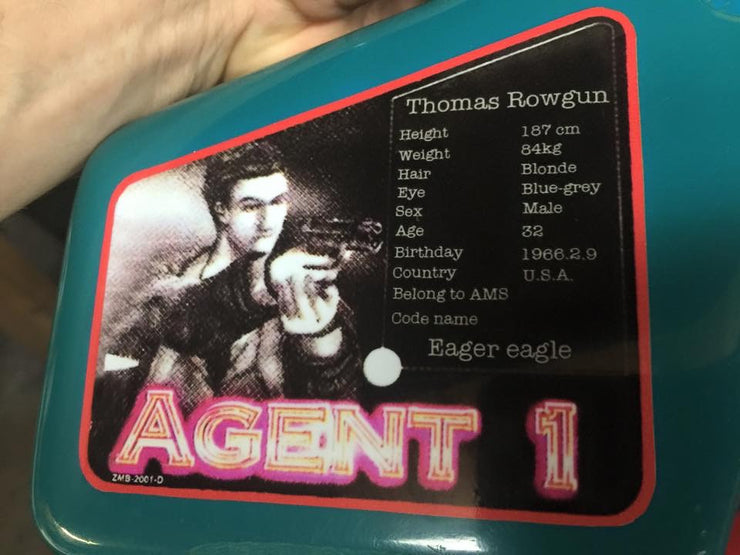 Thomas Rowgun
Height 187 cm
Weight 84kg
Hair Blonde
Eye Blue-grey
Sex Male
Age 32
Birthday 1966.2.9
Country U.S.A.
Belong to AMS
Code name
Eager eagle
AGENT 1
ZMB-2001-D